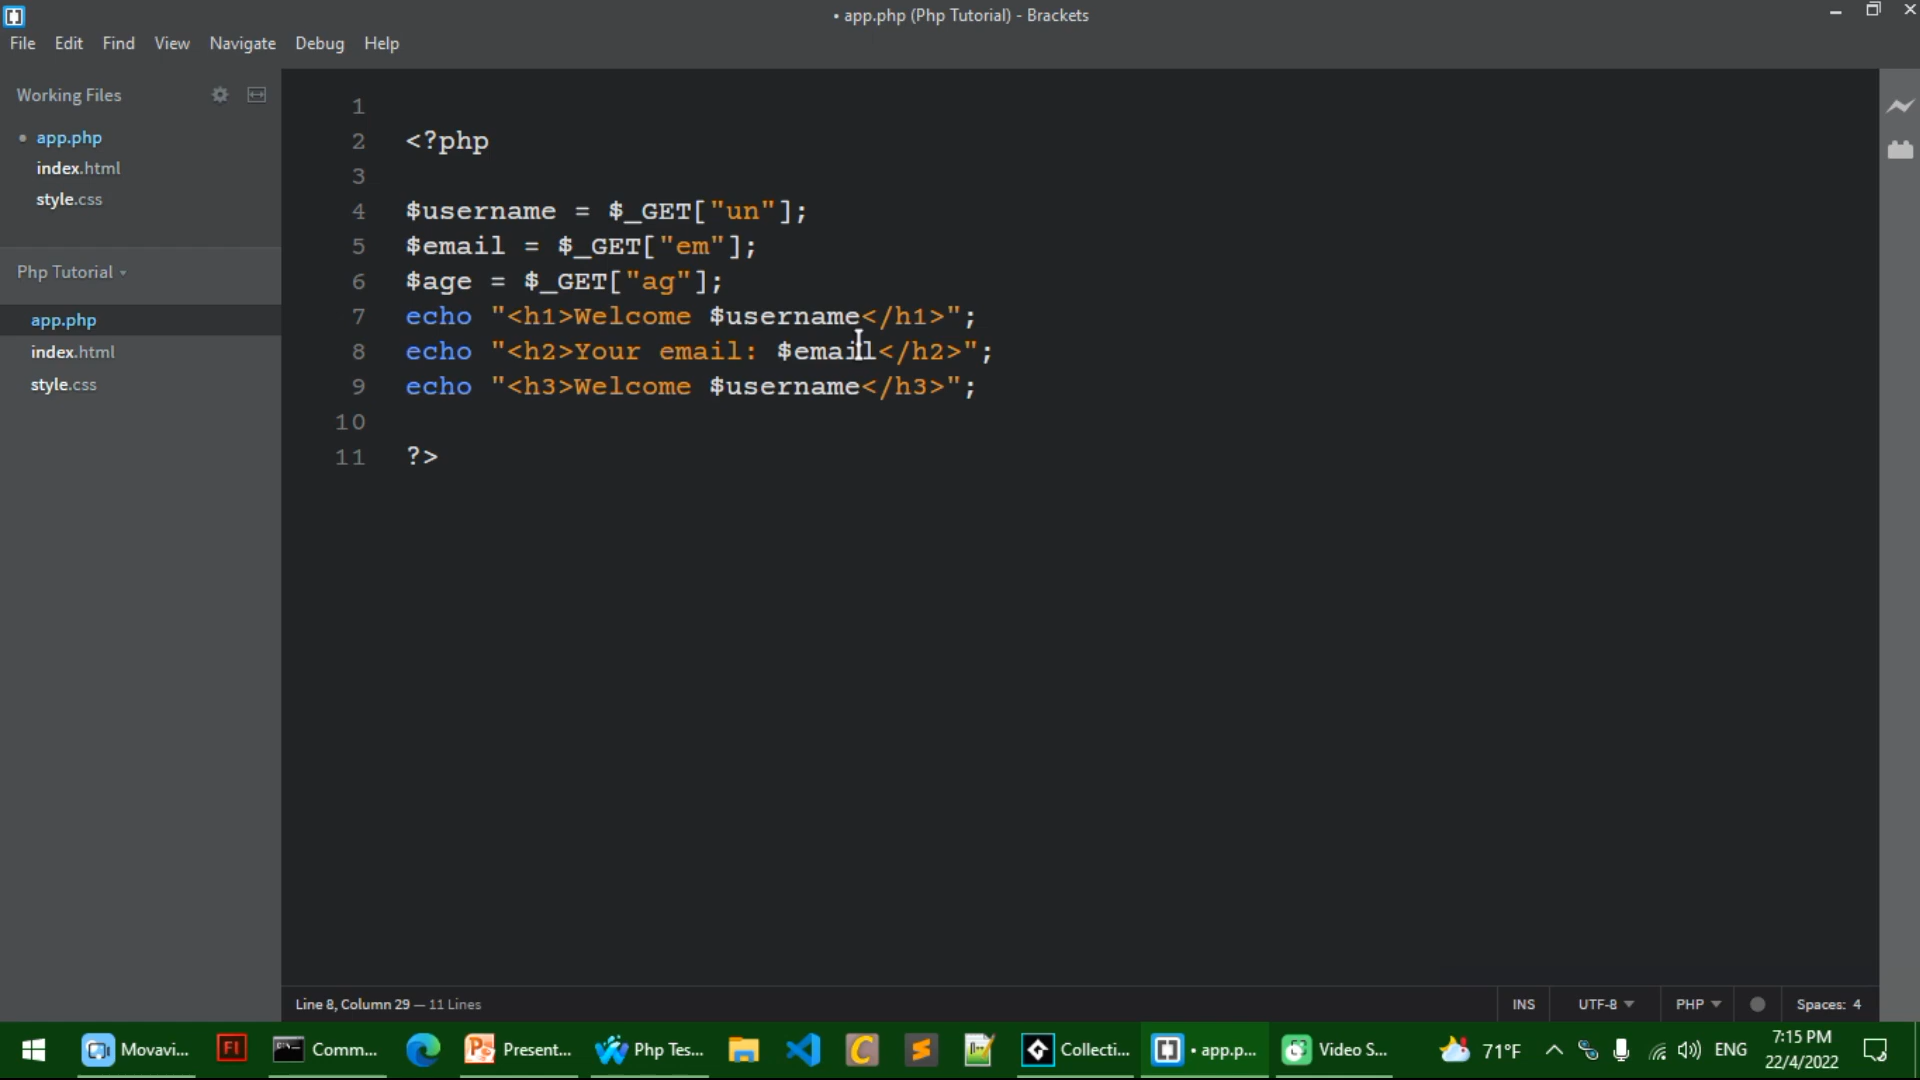 • app.php (Php Tutorial) - Brackets
File Edit Find View Navigate Debug Help
Working Files
• app.php
index.html
style.css
Php Tutorial
app.php
index.html
style.css
1
2 <?php
3
4 $username = $_GET["un"];
5 $email = $_GET["em"];
6 $age = $_GET["ag"];
7 echo "<h1>Welcome $username</h1>";
8 echo "<h2>Your email: $email</h2>";
9 echo "<h3>Welcome $username</h3>";
10
11 ?>
Line 8, Column 29 — 11 Lines
INS UTF-8 PHP Spaces: 4
Movavi... Fl Comm... Present... Php Tes... Collecti... • app.p... Video S... 71°F ENG 7:15 PM
22/4/2022